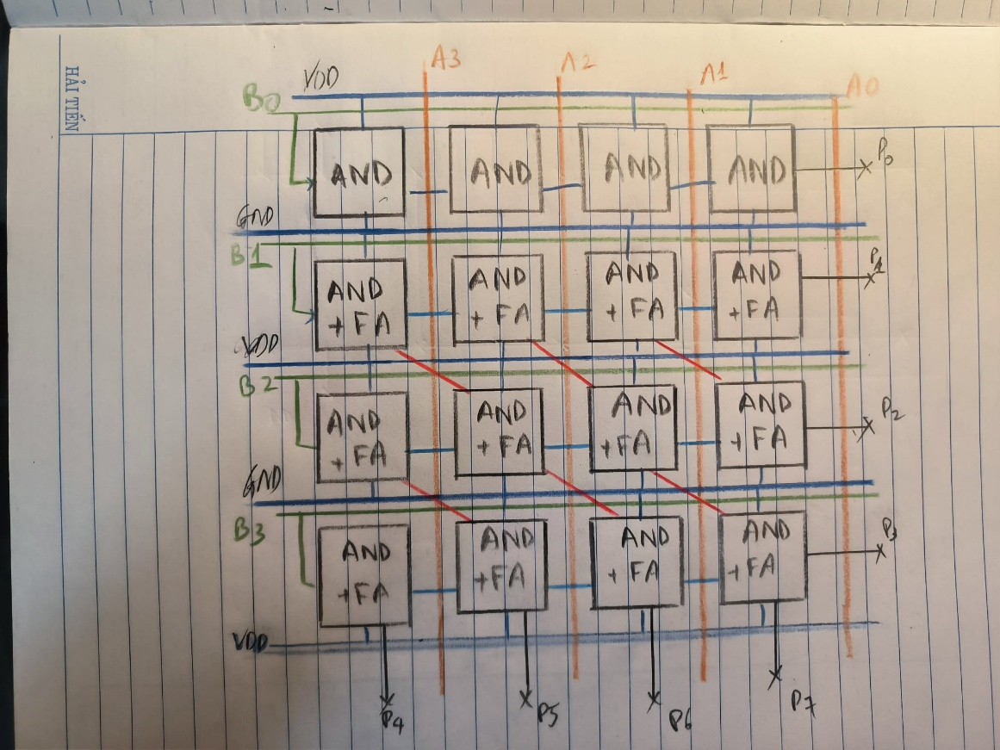 HẢI TIẾN
A3 A2 A1 A0
VDD
B0
AND AND AND AND P0
GND
B1
AND AND AND AND P1
+ FA + FA + FA + FA
VDD
B2
AND AND AND AND P2
+ FA + FA + FA + FA
GND
B3
AND AND AND AND P3
+ FA + FA + FA + FA
VDD
P4 P5 P6 P7